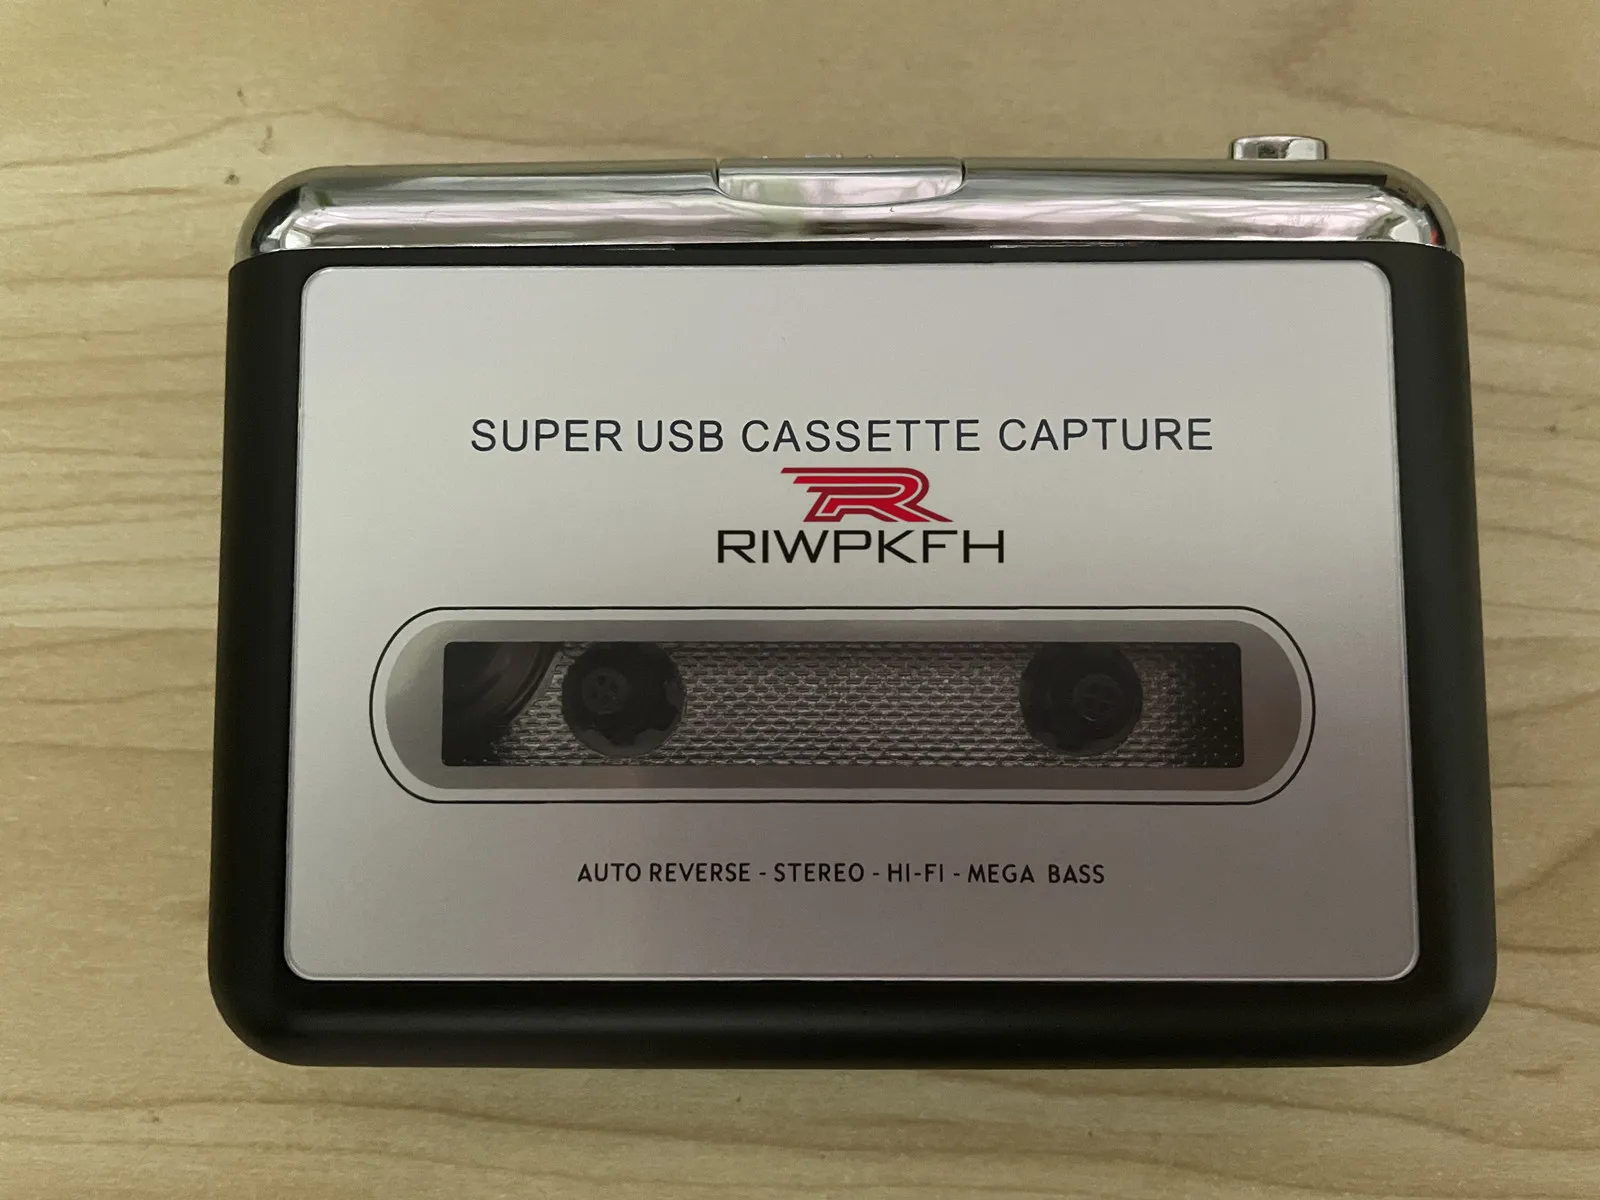 SUPER USB CASSETTE CAPTURE
R
RIWPKFH
AUTO REVERSE - STEREO - HI-FI - MEGA BASS